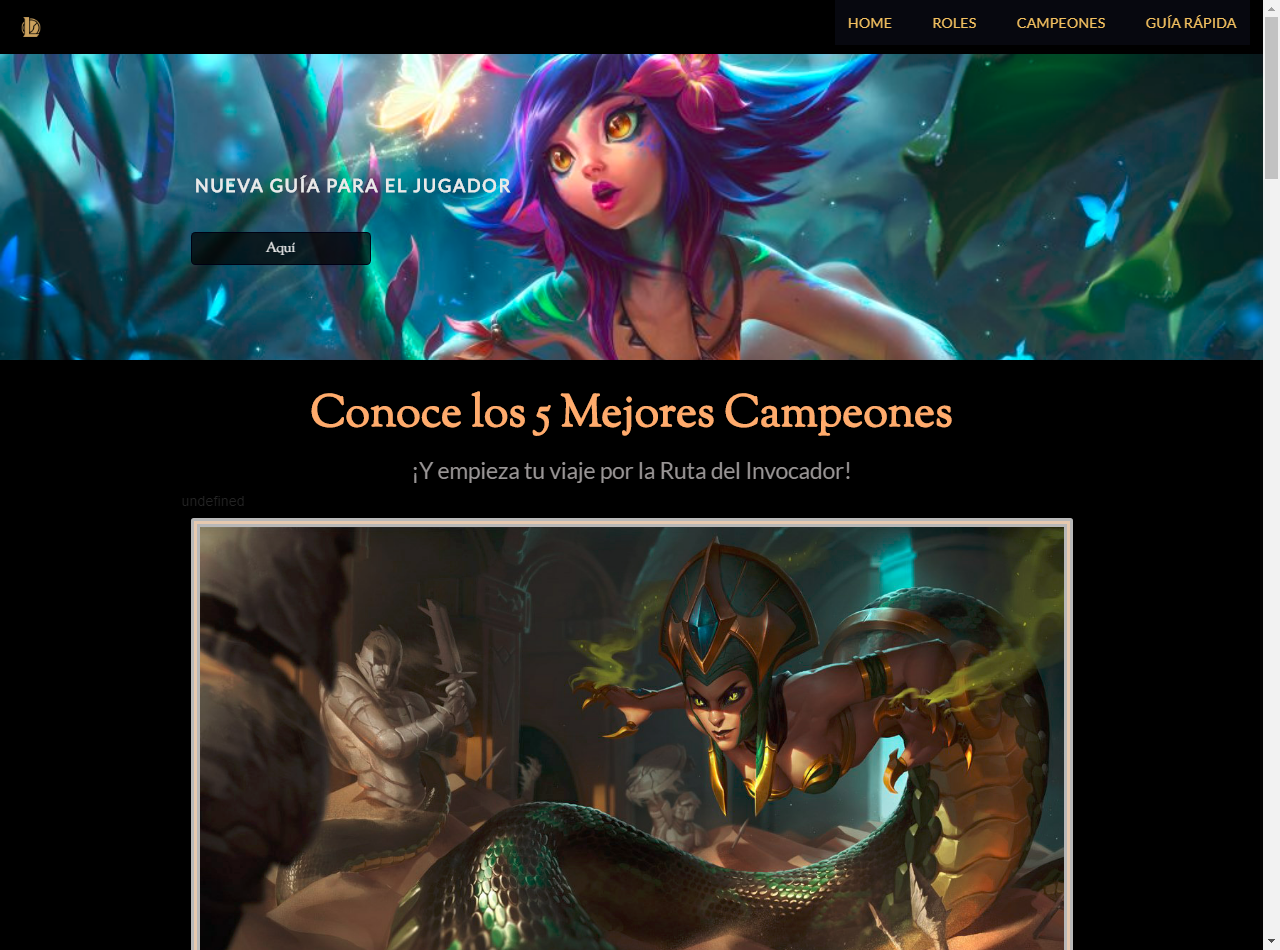 HOME ROLES CAMPEONES GUÍA RÁPIDA
NUEVA GUÍA PARA EL JUGADOR
Aquí
Conoce los 5 Mejores Campeones
¡Y empieza tu viaje por la Ruta del Invocador!
undefined